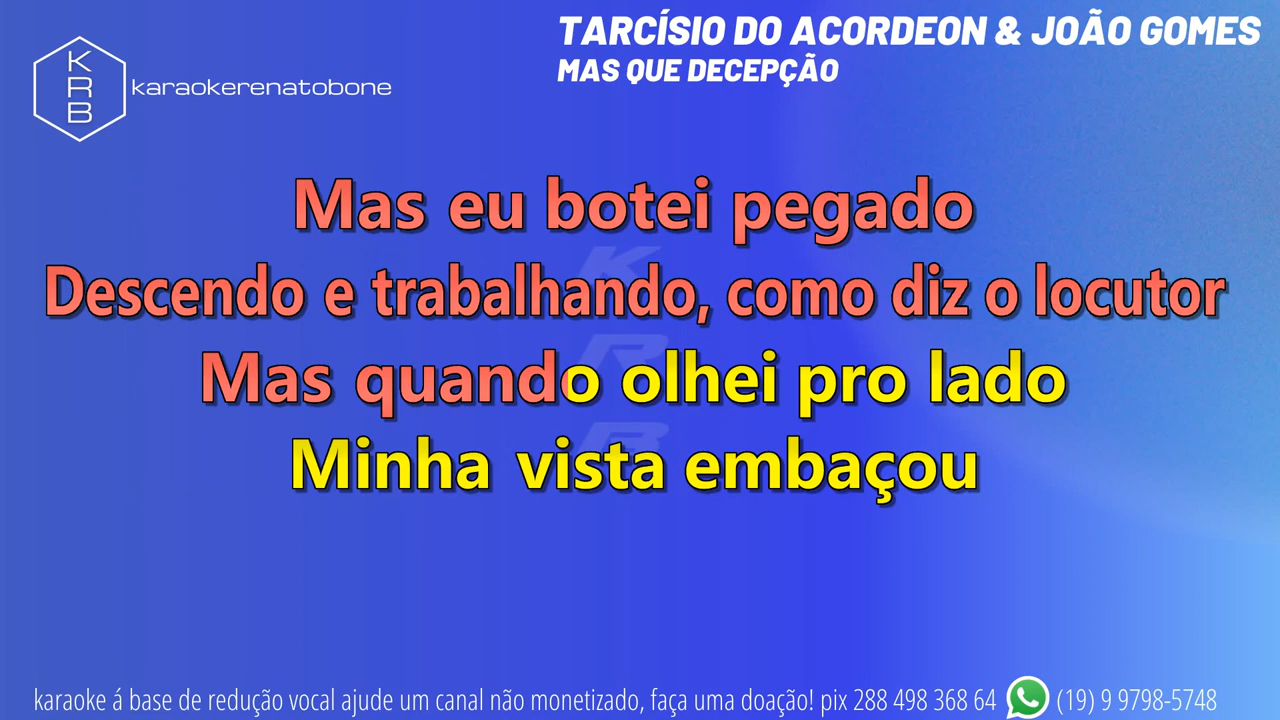 TARCÍSIO DO ACORDEON & JOÃO GOMES
MAS QUE DECEPÇÃO
KRB
karaokerenatobone
Mas eu botei pegado
Descendo e trabalhando, como diz o locutor
Mas quando olhei pro lado
Minha vista embaçou
KRB
karaoke á base de redução vocal ajude um canal não monetizado, faça uma doação! pix 288 498 368 64 (19) 9 9798-5748